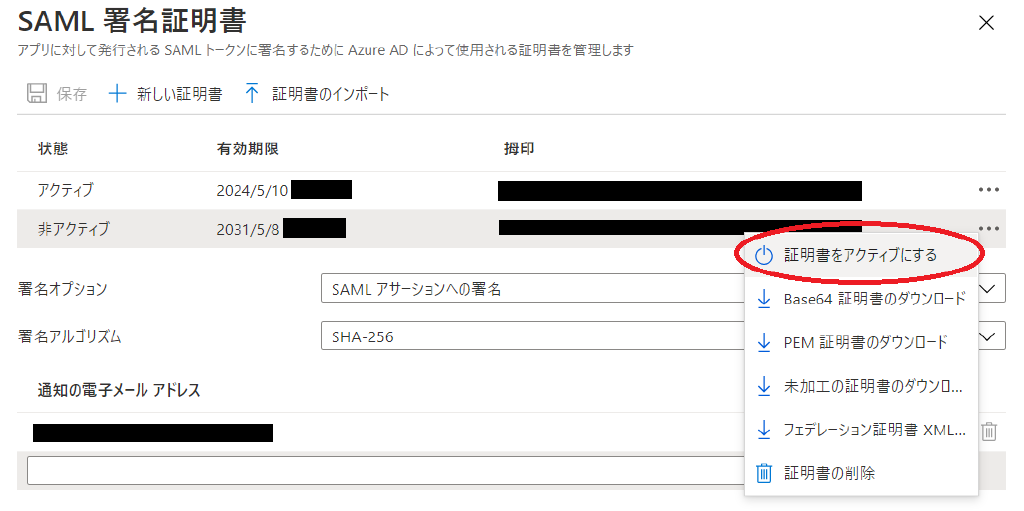 SAML 署名証明書
アプリに対して発行される SAML トークンに署名するために Azure AD によって使用される証明書を管理します
保存 新しい証明書 証明書のインポート
状態 有効期限 拇印
アクティブ 2024/5/10
非アクティブ 2031/5/8
証明書をアクティブにする
署名オプション SAML アサーションへの署名
Base64 証明書のダウンロード
署名アルゴリズム SHA-256
PEM 証明書のダウンロード
通知の電子メール アドレス
未加工の証明書のダウンロ...
フェデレーション証明書 XML...
証明書の削除